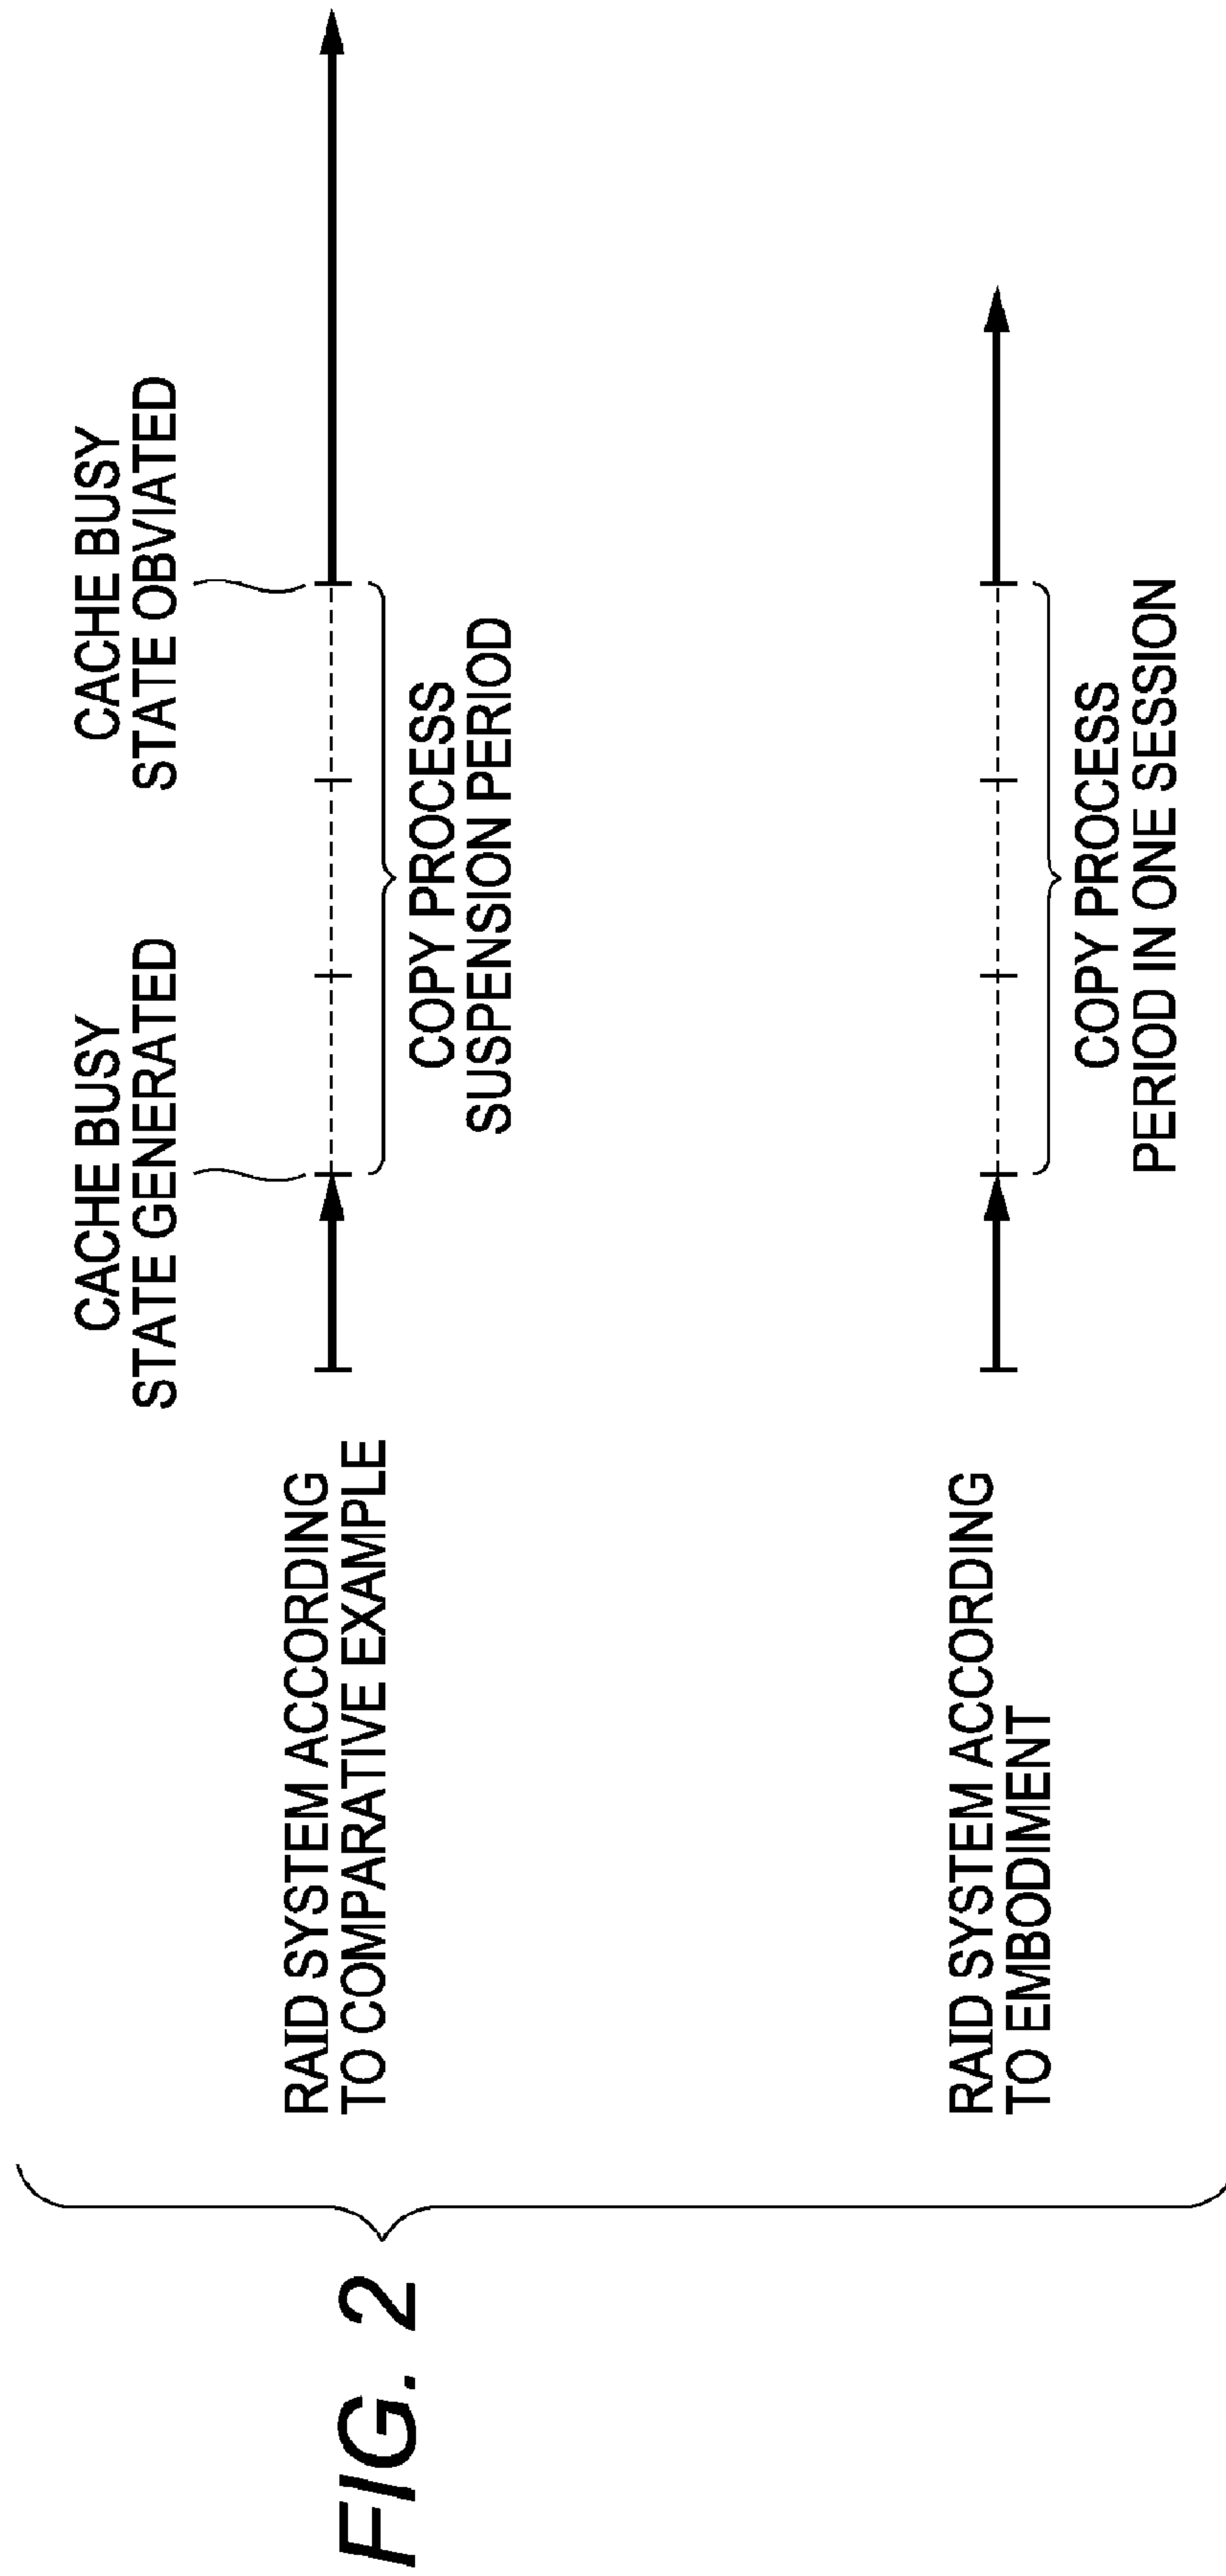 FIG. 2
CACHE BUSY
STATE GENERATED
CACHE BUSY
STATE OBVIATED
RAID SYSTEM ACCORDING
TO COMPARATIVE EXAMPLE
COPY PROCESS
SUSPENSION PERIOD
RAID SYSTEM ACCORDING
TO EMBODIMENT
COPY PROCESS
PERIOD IN ONE SESSION